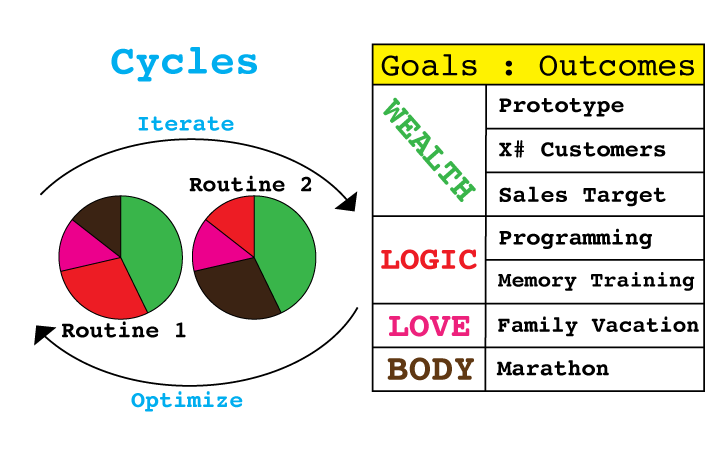 Cycles
Iterate
Routine 2
Routine 1
Optimize
Goals : Outcomes
WEALTH
Prototype
X# Customers
Sales Target
LOGIC
Programming
Memory Training
LOVE
Family Vacation
BODY
Marathon